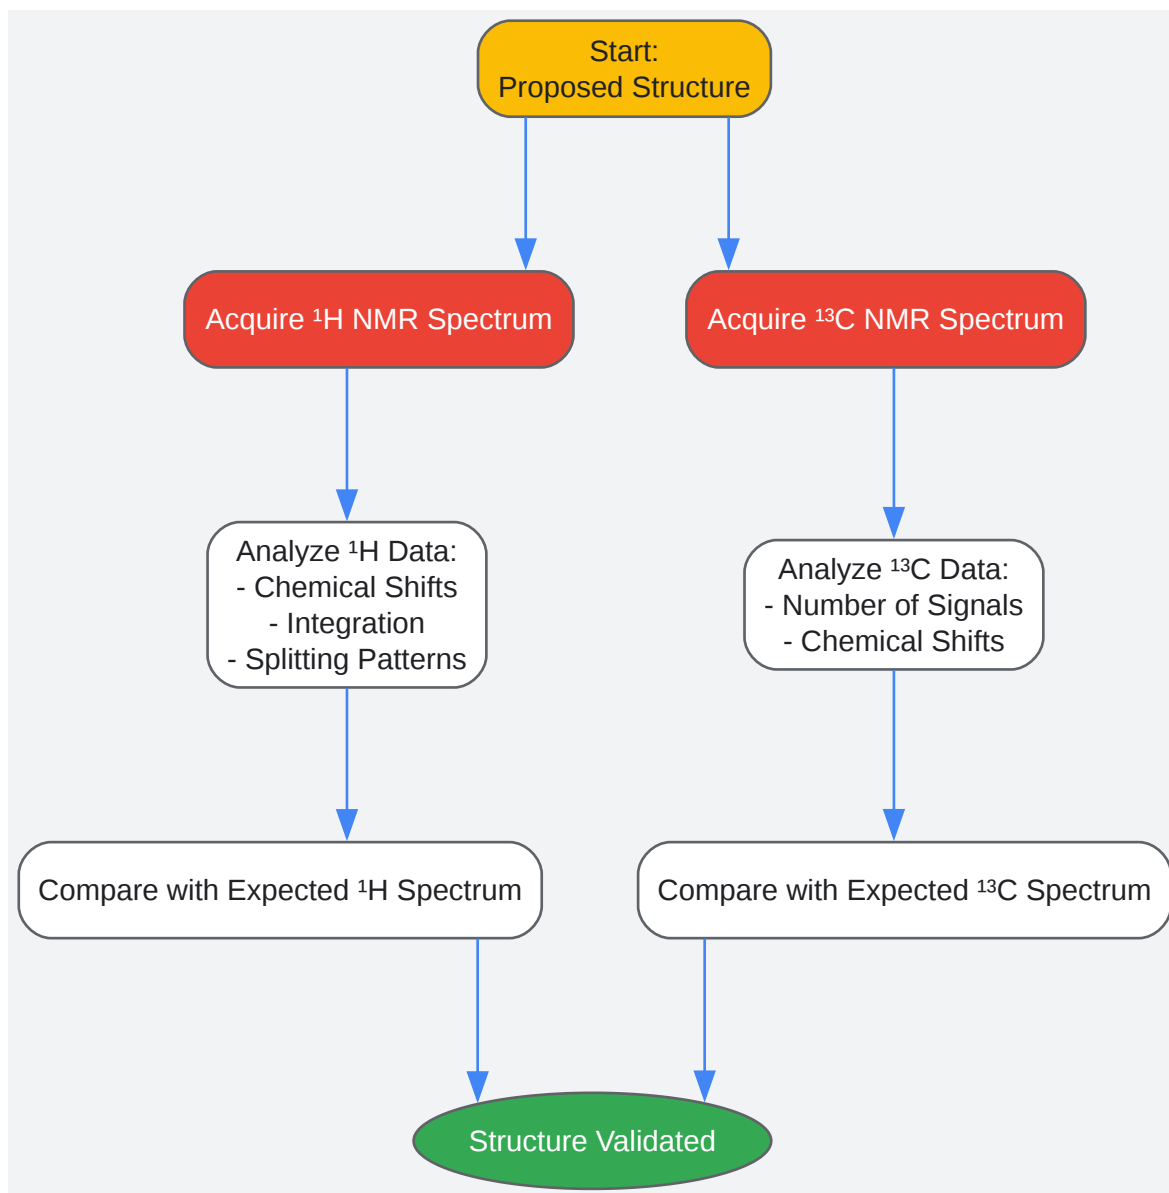 Start:
Proposed Structure
Acquire ¹H NMR Spectrum
Acquire ¹³C NMR Spectrum
Analyze ¹H Data:
- Chemical Shifts
- Integration
- Splitting Patterns
Analyze ¹³C Data:
- Number of Signals
- Chemical Shifts
Compare with Expected ¹H Spectrum
Compare with Expected ¹³C Spectrum
Structure Validated